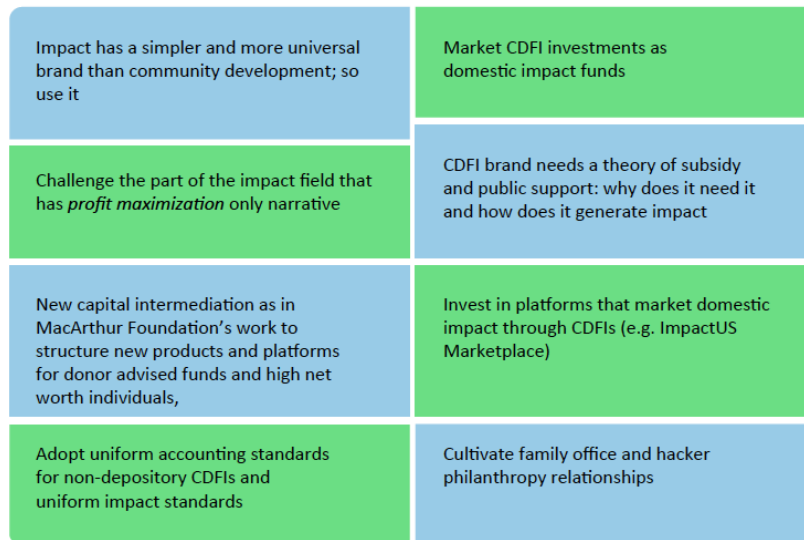 Impact has a simpler and more universal
brand than community development; so
use it
Market CDFI investments as
domestic impact funds
Challenge the part of the impact field that
has profit maximization only narrative
CDFI brand needs a theory of subsidy
and public support: why does it need it
and how does it generate impact
New capital intermediation as in
MacArthur Foundation's work to
structure new products and platforms
for donor advised funds and high net
worth individuals,
Invest in platforms that market domestic
impact through CDFIs (e.g. ImpactUS
Marketplace)
Adopt uniform accounting standards
for non-depository CDFIs and
uniform impact standards
Cultivate family office and hacker
philanthropy relationships